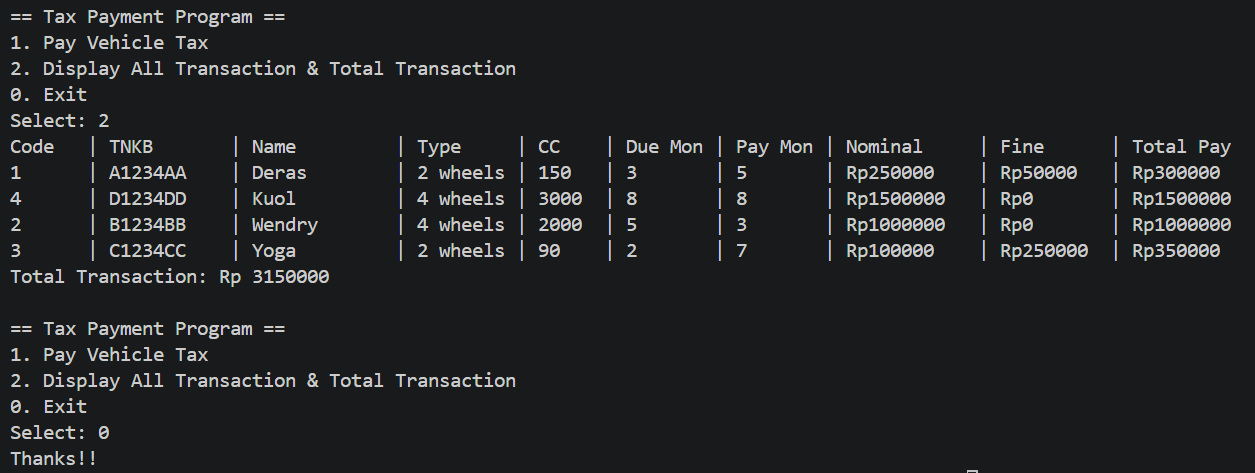 == Tax Payment Program ==
1. Pay Vehicle Tax
2. Display All Transaction & Total Transaction
0. Exit
Select: 2
Code   | TNKB       | Name         | Type     | CC    | Due Mon | Pay Mon | Nominal     | Fine      | Total Pay
1      | A1234AA    | Deras        | 2 wheels | 150   | 3       | 5       | Rp250000    | Rp50000   | Rp300000
4      | D1234DD    | Kuol         | 4 wheels | 3000  | 8       | 8       | Rp1500000   | Rp0       | Rp1500000
2      | B1234BB    | Wendry       | 4 wheels | 2000  | 5       | 3       | Rp1000000   | Rp0       | Rp1000000
3      | C1234CC    | Yoga         | 2 wheels | 90    | 2       | 7       | Rp100000    | Rp250000  | Rp350000
Total Transaction: Rp 3150000

== Tax Payment Program ==
1. Pay Vehicle Tax
2. Display All Transaction & Total Transaction
0. Exit
Select: 0
Thanks!!